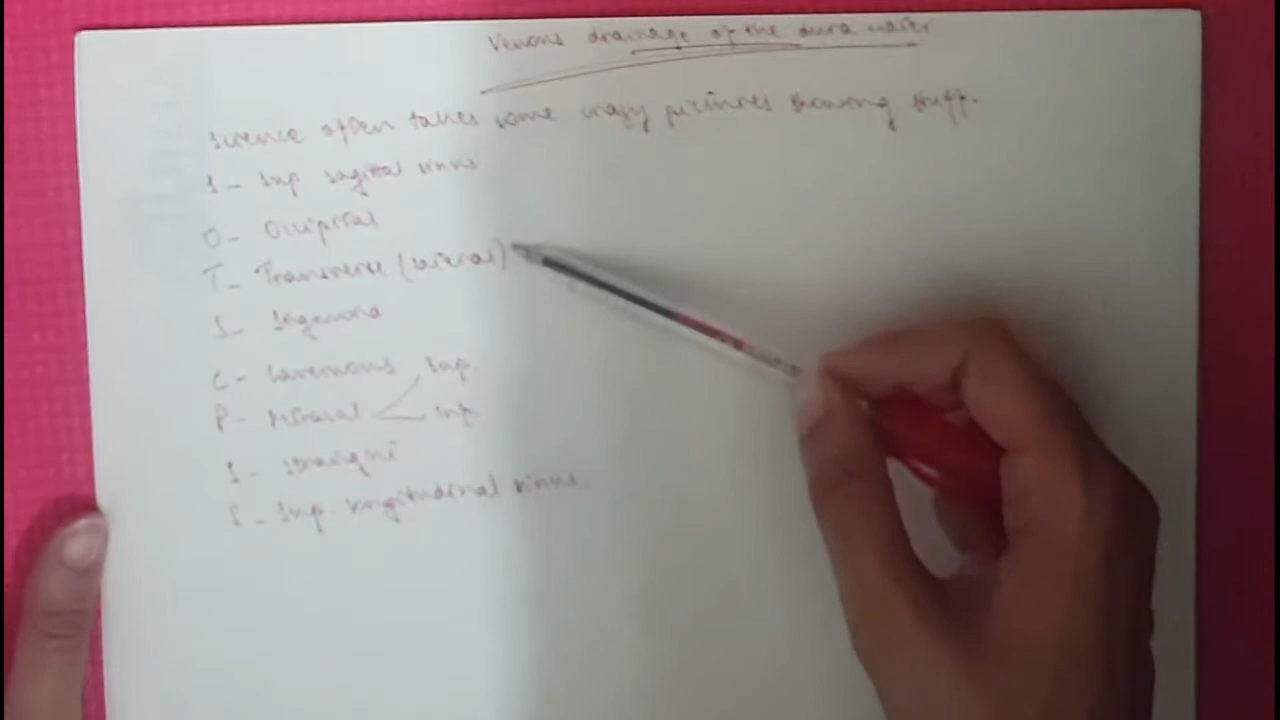 Venous drainage of the dura mater
Science often takes some crazy pictures showing stuff.
S - Sup sagittal sinus
O - Occipital
T - Transverse (lateral)
S - Sigmoid
C - Cavernous
Sup.
P - Petrosal
inf.
S - Straight
S - Sup. longitudinal sinus